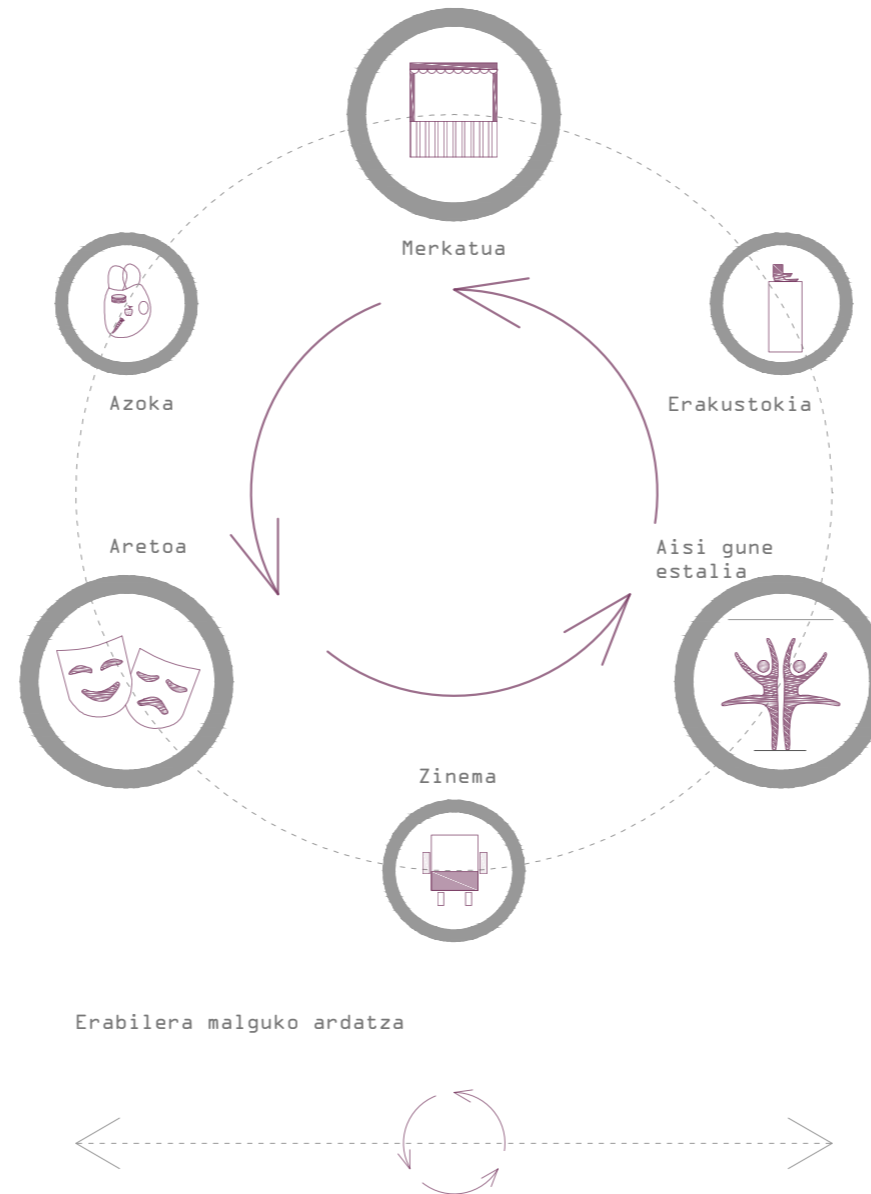 Merkatua
Azoka
Erakustokia
Aretoa
Aisi gune
estalia
Zinema
Erabilera malguko ardatza